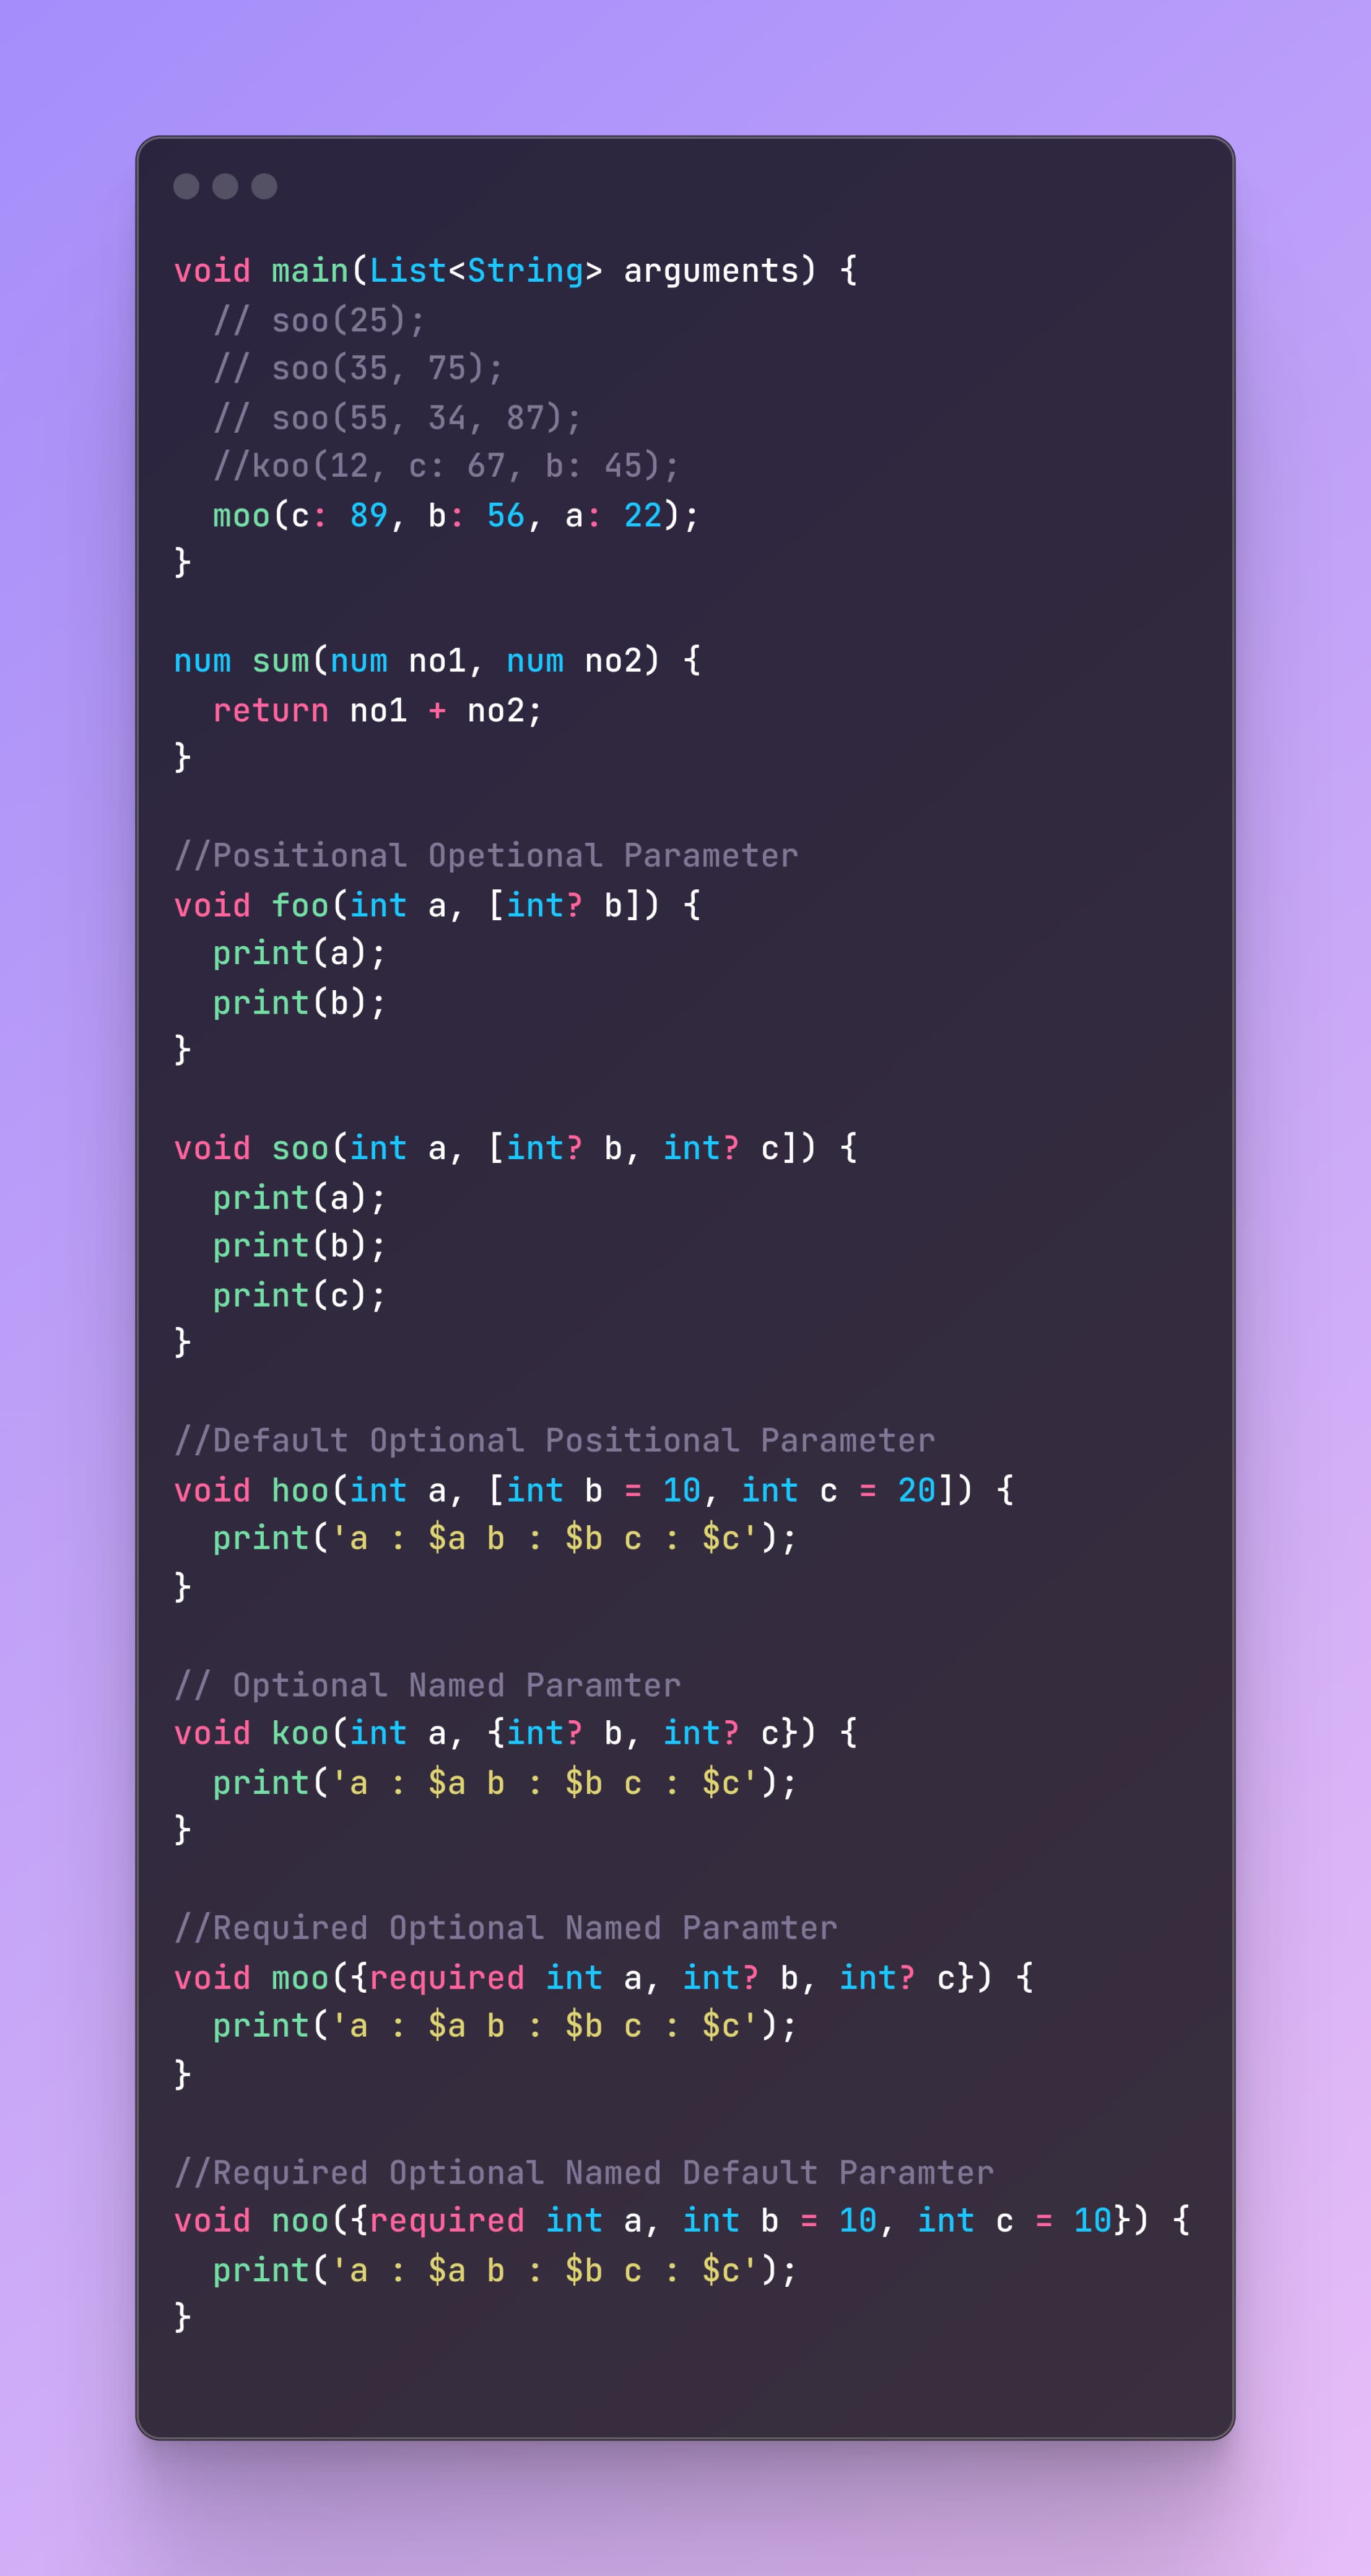 void main(List<String> arguments) {
  // soo(25);
  // soo(35, 75);
  // soo(55, 34, 87);
  //koo(12, c: 67, b: 45);
  moo(c: 89, b: 56, a: 22);
}

num sum(num no1, num no2) {
  return no1 + no2;
}

//Positional Opetional Parameter
void foo(int a, [int? b]) {
  print(a);
  print(b);
}

void soo(int a, [int? b, int? c]) {
  print(a);
  print(b);
  print(c);
}

//Default Optional Positional Parameter
void hoo(int a, [int b = 10, int c = 20]) {
  print('a : $a b : $b c : $c');
}

// Optional Named Paramter
void koo(int a, {int? b, int? c}) {
  print('a : $a b : $b c : $c');
}

//Required Optional Named Paramter
void moo({required int a, int? b, int? c}) {
  print('a : $a b : $b c : $c');
}

//Required Optional Named Default Paramter
void noo({required int a, int b = 10, int c = 10}) {
  print('a : $a b : $b c : $c');
}